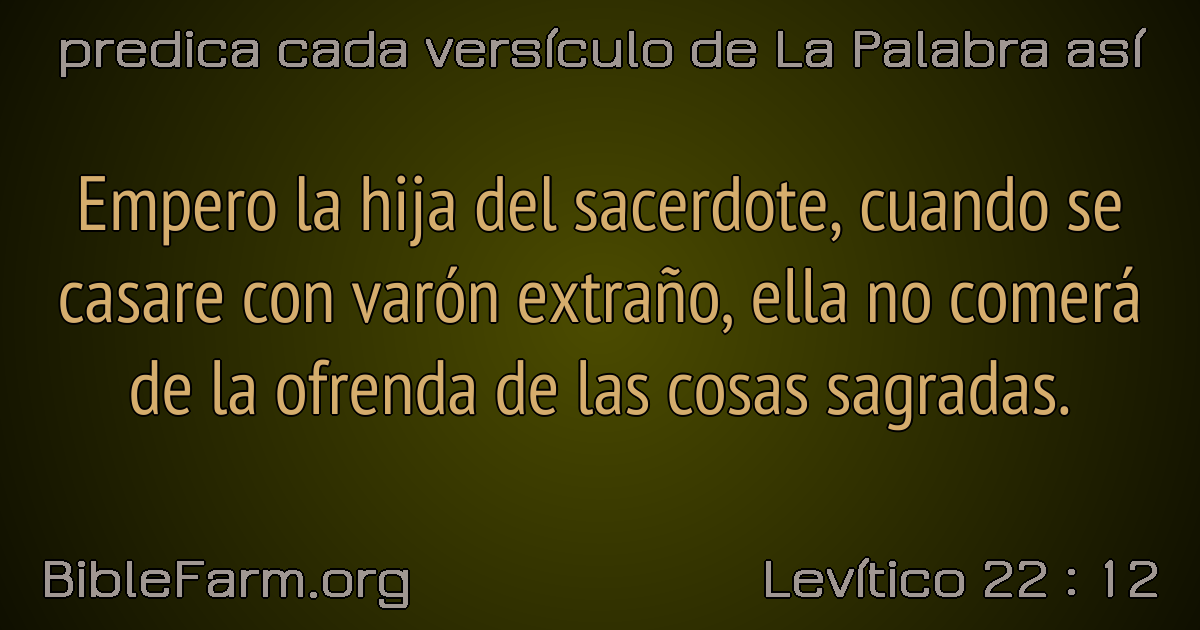 predica cada versículo de La Palabra así
Empero la hija del sacerdote, cuando se
casare con varón extraño, ella no comerá
de la ofrenda de las cosas sagradas.
BibleFarm.org
Levítico 22 : 12